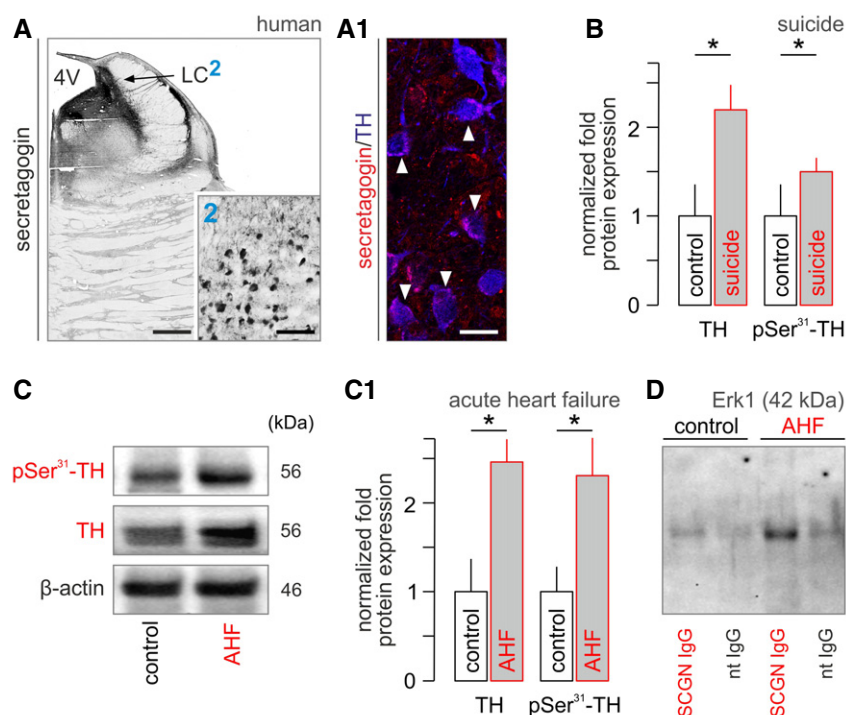 A
human
secretagogin
4V
LC2
2
A1
secretagogin/TH
B
suicide
normalized fold
protein expression
2
1
0
*
*
control
suicide
control
suicide
TH
pSer31-TH
C
(kDa)
pSer31-TH
56
TH
56
β-actin
46
control
AHF
C1
acute heart failure
normalized fold
protein expression
2
1
0
*
*
control
AHF
control
AHF
TH
pSer31-TH
D
Erk1 (42 kDa)
control
AHF
SCGN IgG
nt IgG
SCGN IgG
nt IgG